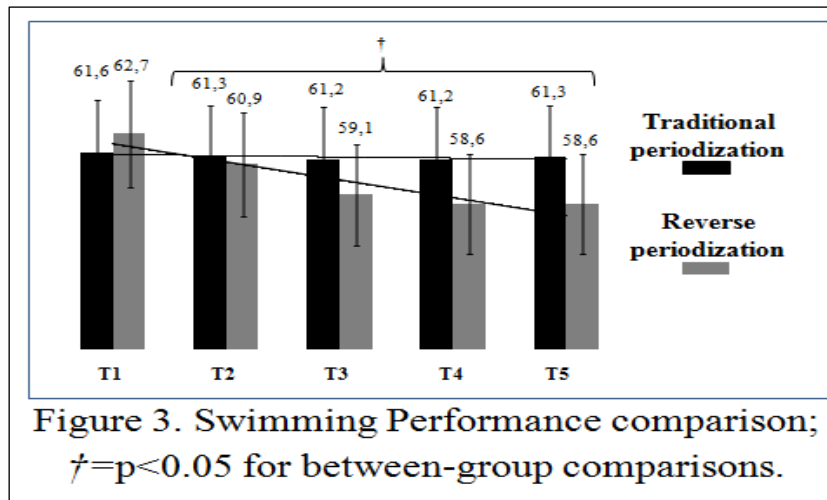 †
61,6 62,7 61,3 60,9 61,2 59,1 61,2 58,6 61,3 58,6
Traditional
periodization
Reverse
periodization
T1 T2 T3 T4 T5
Figure 3. Swimming Performance comparison;
†=p<0.05 for between-group comparisons.